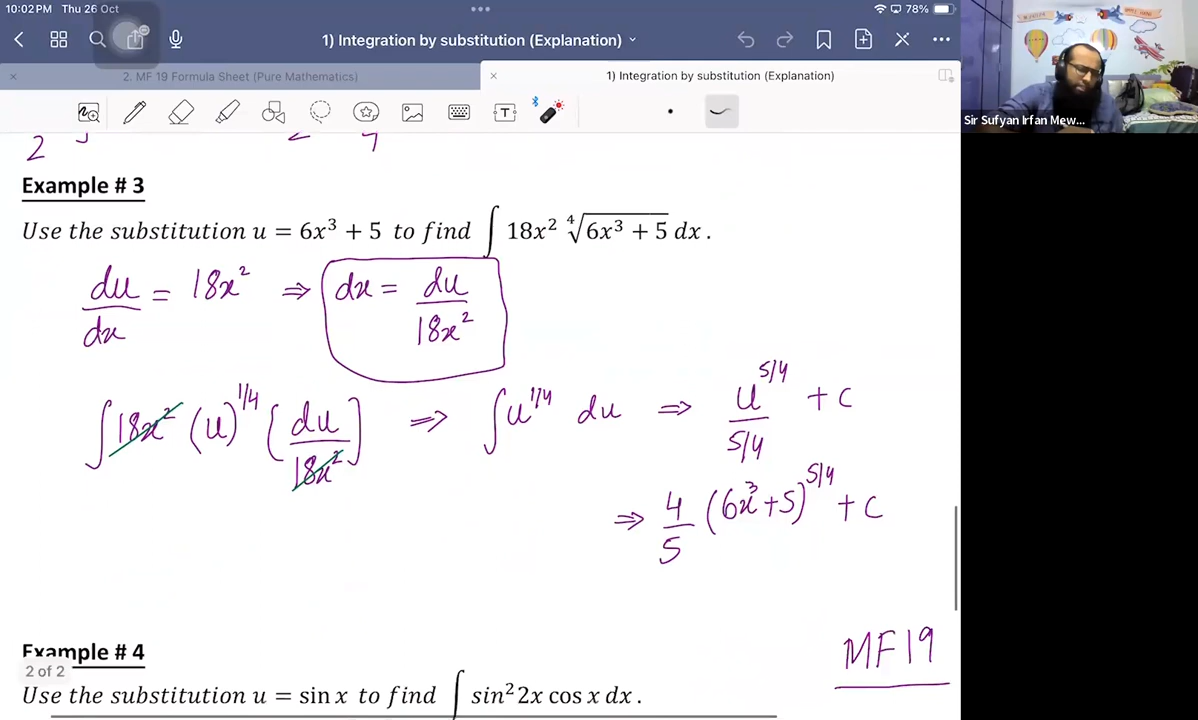 10:02 PM Thu 26 Oct
78%
1) Integration by substitution (Explanation)
2. MF 19 Formula Sheet (Pure Mathematics)
1) Integration by substitution (Explanation)
Sir Sufyan Irfan Mew...
Example # 3
Use the substitution u = 6x³ + 5 to find ∫ 18x² ⁴√(6x³ + 5) dx .
du/dx = 18x² ⇒ dx = du/18x²
∫ 18x² (u)^1/4 [du/18x²] ⇒ ∫ u^1/4 du ⇒ u^5/4 / 5/4 + c
⇒ 4/5 (6x³+5)^5/4 + c
MF19
Example # 4
2 of 2
Use the substitution u = sin x to find ∫ sin² 2x cos x dx .